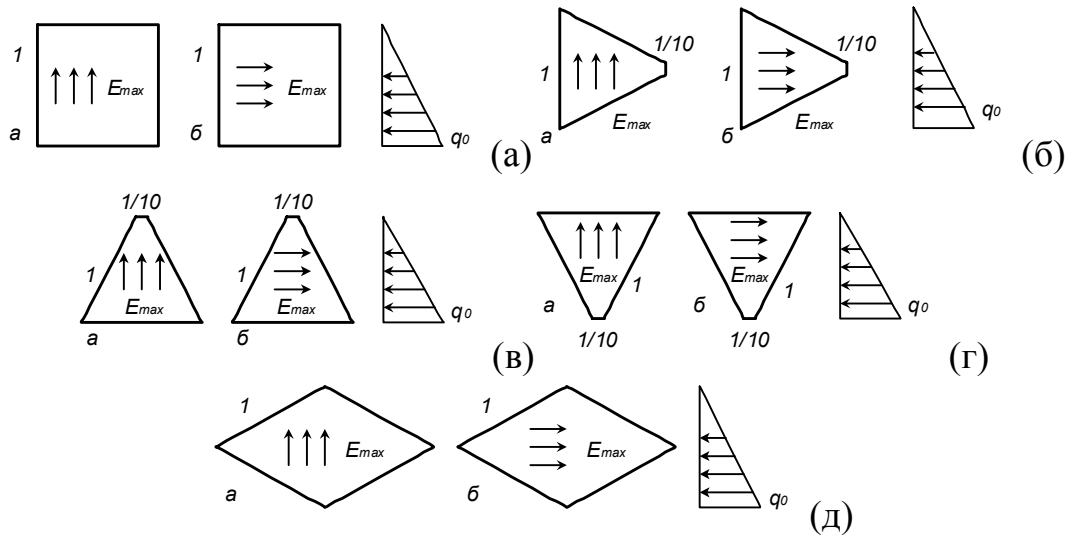 1 1 1/10 1/10
Emax Emax 1 1
а б q₀ (а) а Emax б Emax q₀ (б)
1/10 1/10
1 1 Emax Emax
Emax Emax q₀ а 1 б 1 q₀
а б (в) 1/10 1/10 (г)
1
Emax Emax
а б q₀ (д)